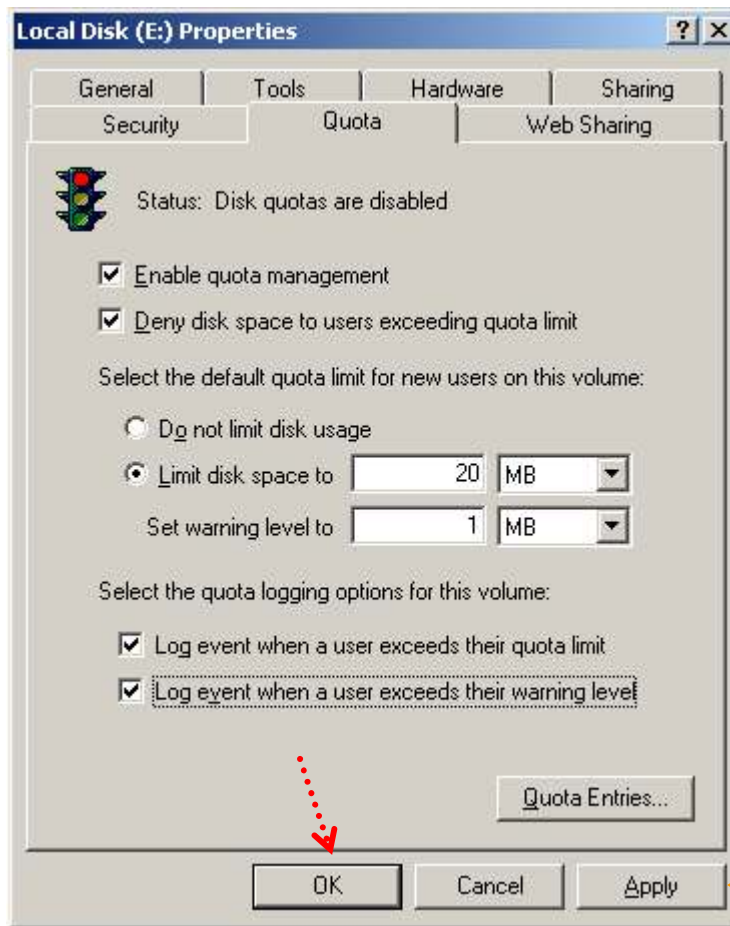 Local Disk (E:) Properties
General Tools Hardware Sharing
Security Quota Web Sharing
Status: Disk quotas are disabled
Enable quota management
Deny disk space to users exceeding quota limit
Select the default quota limit for new users on this volume:
Do not limit disk usage
Limit disk space to 20 MB
Set warning level to 1 MB
Select the quota logging options for this volume:
Log event when a user exceeds their quota limit
Log event when a user exceeds their warning level
Quota Entries...
OK Cancel Apply